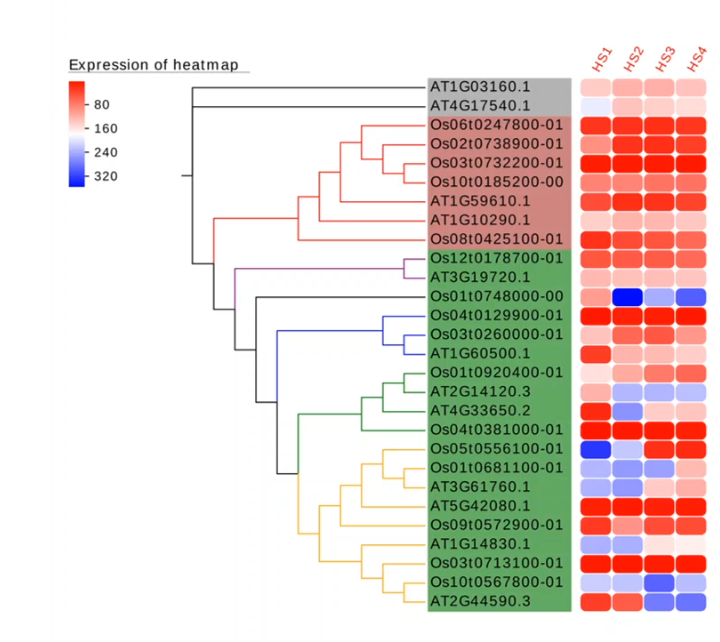 HS1 HS2 HS3 HS4
Expression of heatmap
80
160
240
320
AT1G03160.1
AT4G17540.1
Os06t0247800-01
Os02t0738900-01
Os03t0732200-01
Os10t0185200-00
AT1G59610.1
AT1G10290.1
Os08t0425100-01
Os12t0178700-01
AT3G19720.1
Os01t0748000-00
Os04t0129900-01
Os03t0260000-01
AT1G60500.1
Os01t0920400-01
AT2G14120.3
AT4G33650.2
Os04t0381000-01
Os05t0556100-01
Os01t0681100-01
AT3G61760.1
AT5G42080.1
Os09t0572900-01
AT1G14830.1
Os03t0713100-01
Os10t0567800-01
AT2G44590.3